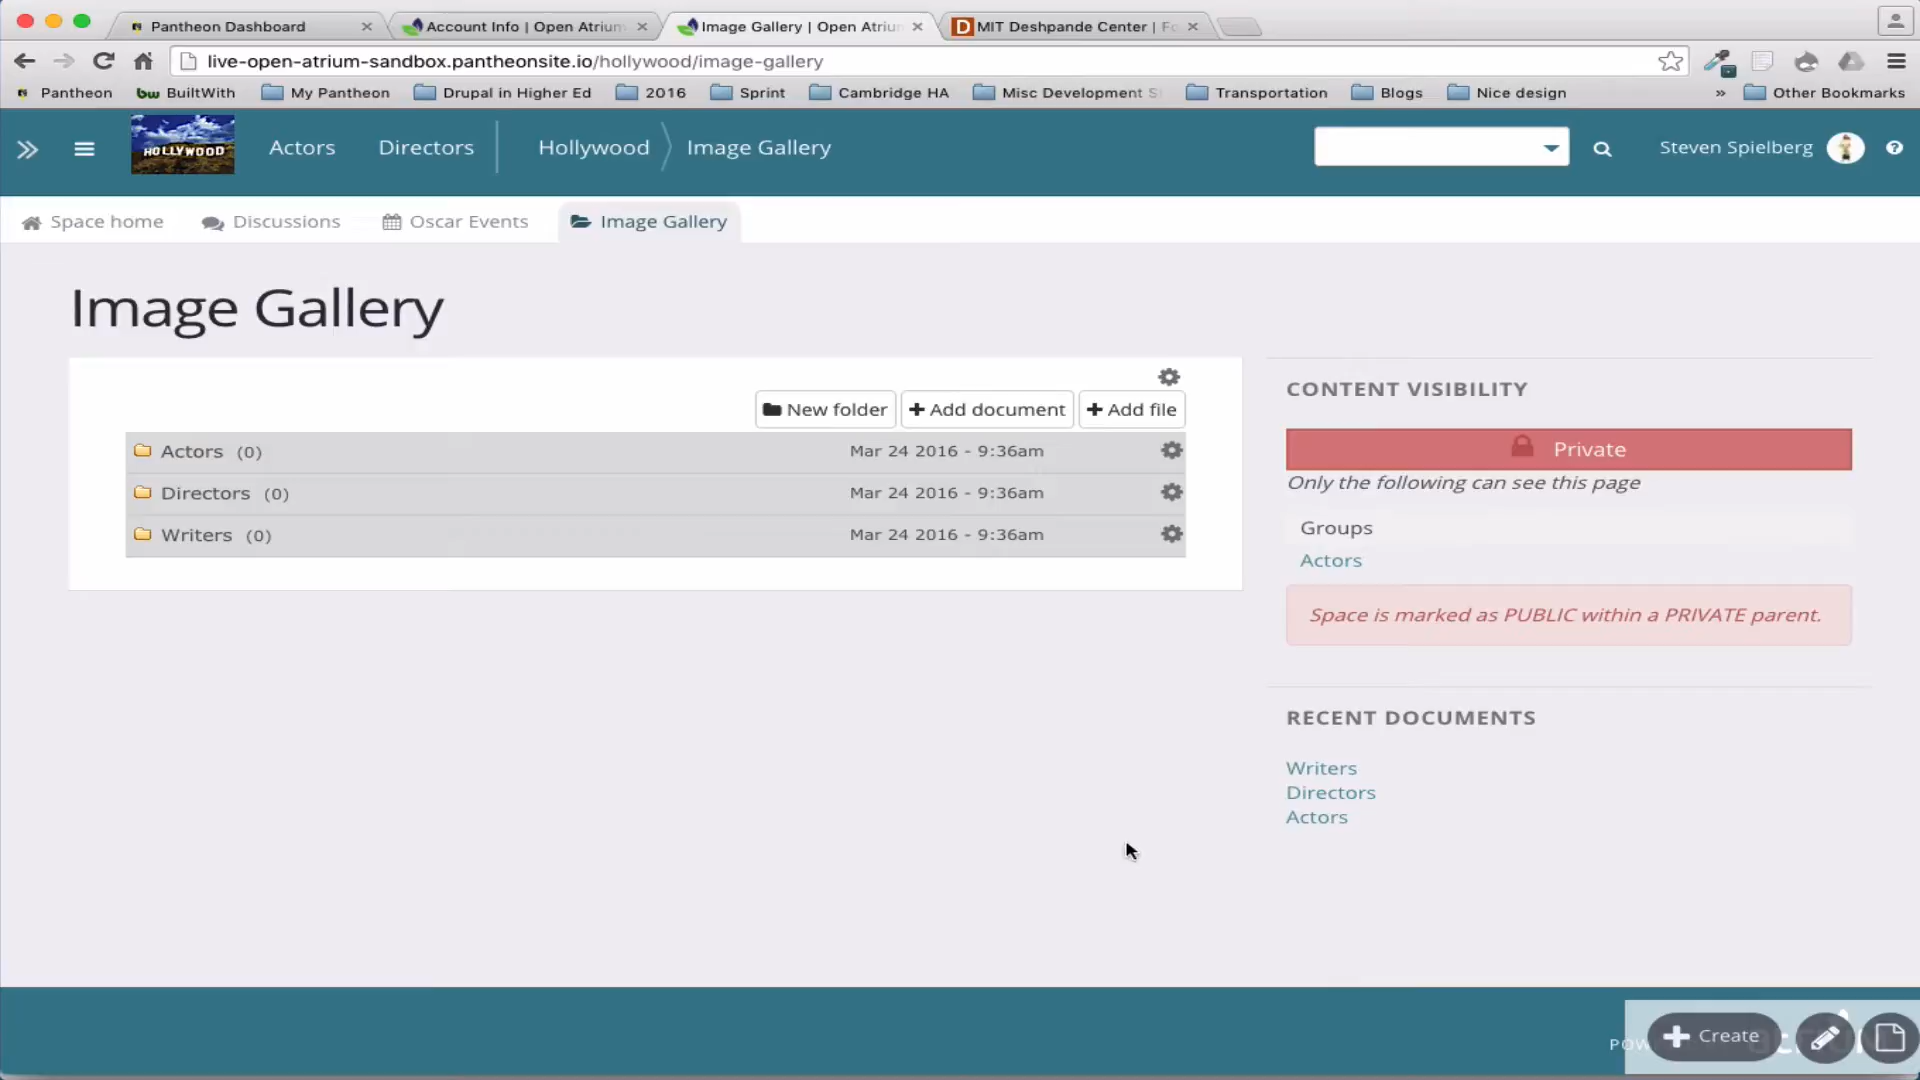 Pantheon Dashboard
Account Info | Open Atrium
Image Gallery | Open Atriu
MIT Deshpande Center | Fo
live-open-atrium-sandbox.pantheonsite.io/hollywood/image-gallery
Pantheon BuiltWith My Pantheon Drupal in Higher Ed 2016 Sprint Cambridge HA Misc Development S Transportation Blogs Nice design » Other Bookmarks
HOLLYWOOD Actors Directors Hollywood Image Gallery Steven Spielberg
Space home Discussions Oscar Events Image Gallery
Image Gallery
New folder Add document Add file
Actors (0) Mar 24 2016 - 9:36am
Directors (0) Mar 24 2016 - 9:36am
Writers (0) Mar 24 2016 - 9:36am
CONTENT VISIBILITY
Private
Only the following can see this page
Groups
Actors
Space is marked as PUBLIC within a PRIVATE parent.
RECENT DOCUMENTS
Writers
Directors
Actors
Create